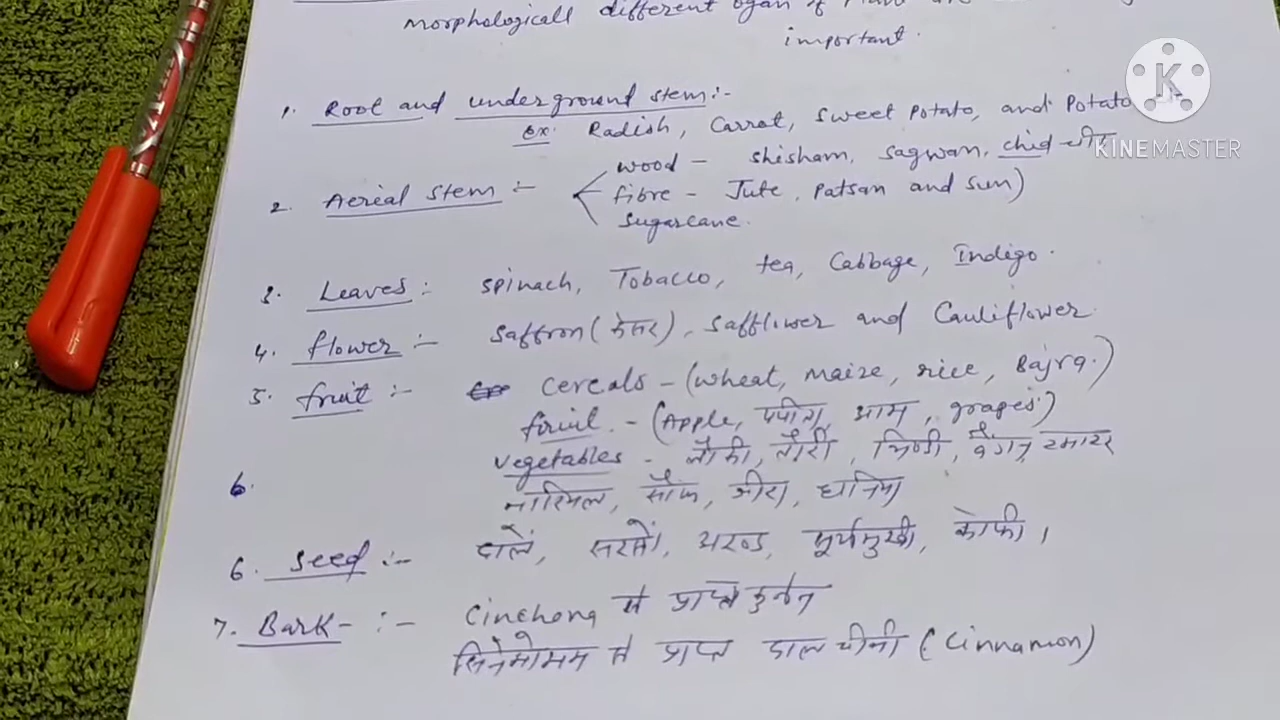 morphologicall different ogan of
important.
1. Root and underground stem:-
ex. Radish, Carrot, sweet potato, and potato
2. Aerial stem :- wood - shisham, sagwan, chid चीड़
fibre - Jute, patsan and sun)
sugarcane.
3. Leaves:- spinach, Tobacco, tea, Cabbage, Indigo.
4. flower :- saffron (केसर), safflower and Cauliflower.
5. fruit :- cereals - (wheat, maize, rice, Bajra.)
fruit. - (Apple, पपीता, आम, grapes)
vegetables - लौकी, तौरी, भिण्डी, बैंगन, टमाटर
6.
नारियल, सौंफ, जीरा, धनिया
6. seed :- दालें, सरसों, अरण्ड, सूर्यमुखी, कोफी।
7. Bark - :- Cinchona से प्राप्त कुनैन
सिनेमोमम से प्राप्त दालचीनी (Cinnamon)
K
KINEMASTER